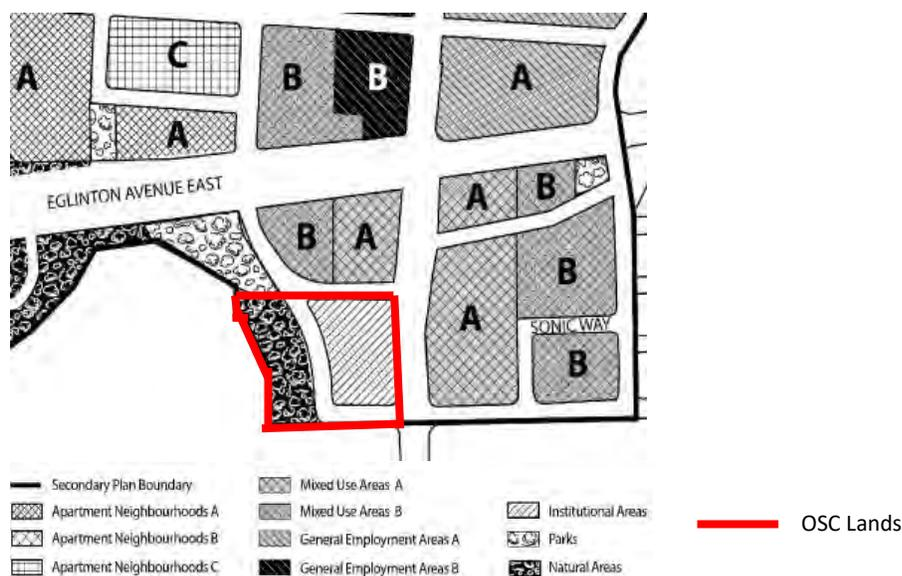 C
B
B
A
A
A
EGLINTON AVENUE EAST
A
B
B
A
B
A
SONIC WAY
B
Secondary Plan Boundary
Apartment Neighbourhoods A
Apartment Neighbourhoods B
Apartment Neighbourhoods C
Mixed Use Areas A
Mixed Use Areas B
General Employment Areas A
General Employment Areas B
Institutional Areas
Parks
Natural Areas
OSC Lands